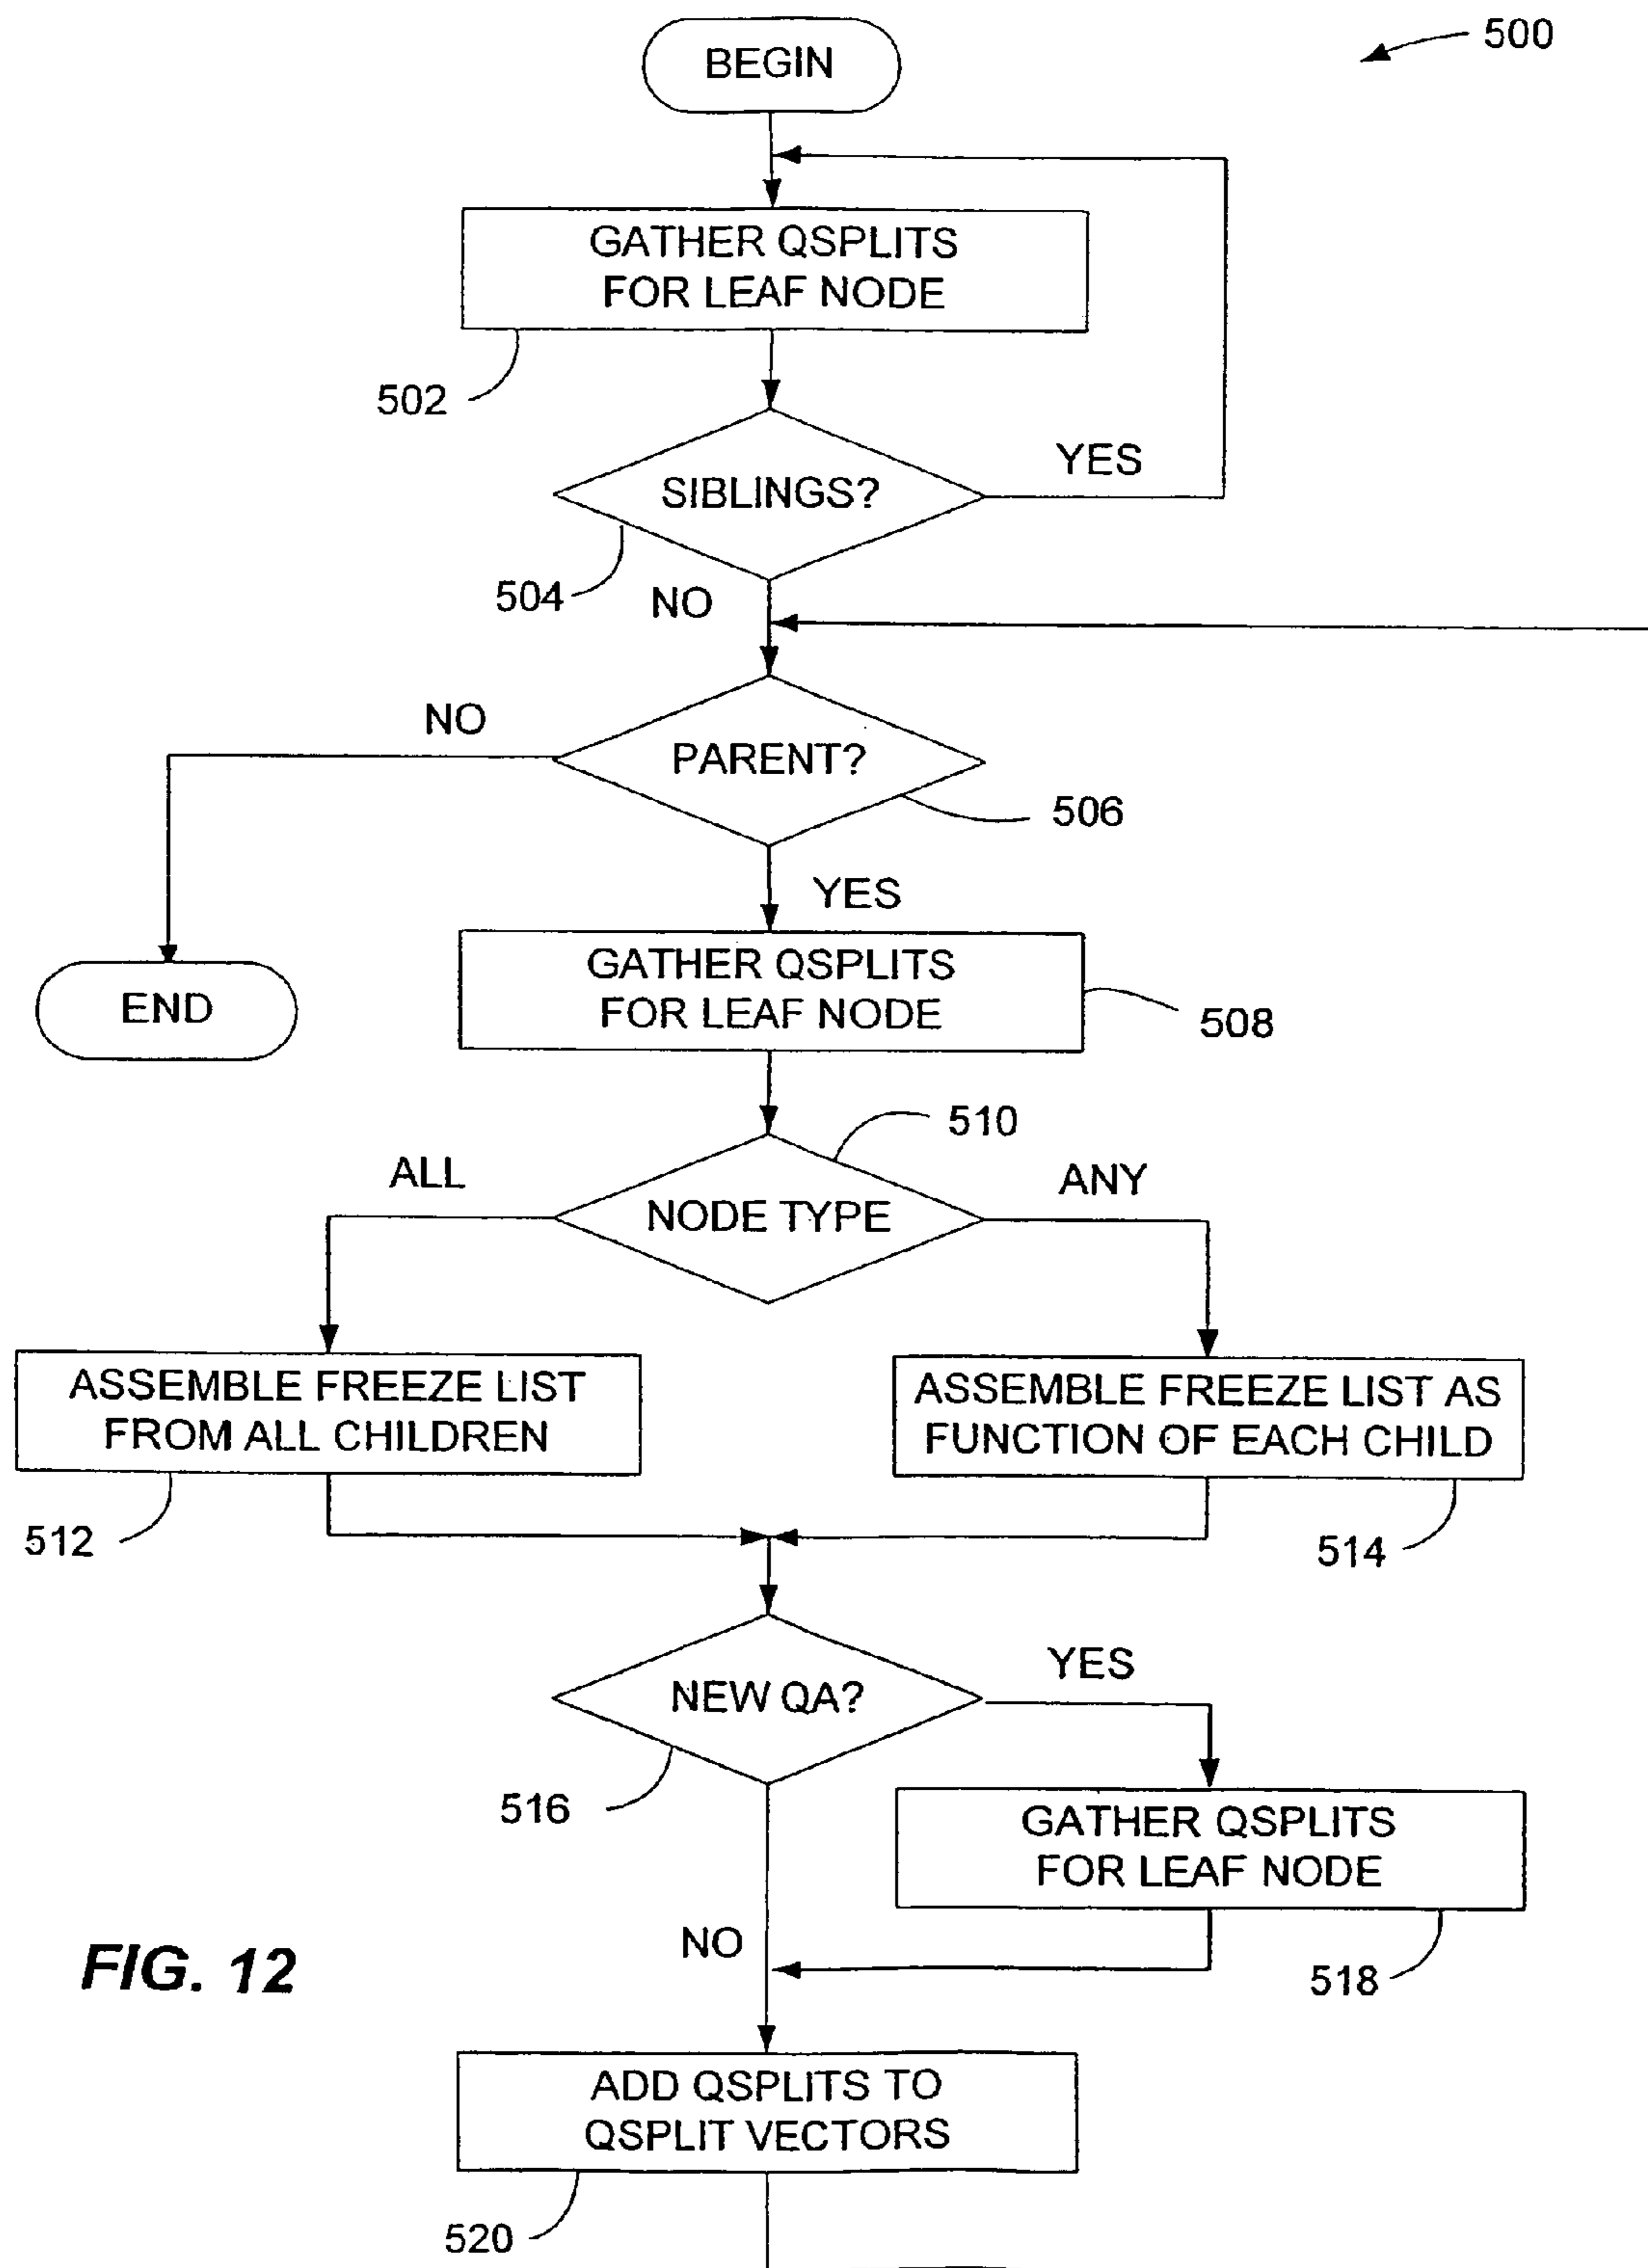 500
BEGIN
GATHER QSPLITS
FOR LEAF NODE
502
SIBLINGS?
YES
504
NO
PARENT?
NO
506
YES
END
GATHER QSPLITS
FOR LEAF NODE
508
510
NODE TYPE
ALL
ANY
ASSEMBLE FREEZE LIST
FROM ALL CHILDREN
512
ASSEMBLE FREEZE LIST AS
FUNCTION OF EACH CHILD
514
NEW QA?
YES
516
GATHER QSPLITS
FOR LEAF NODE
518
NO
FIG. 12
ADD QSPLITS TO
QSPLIT VECTORS
520